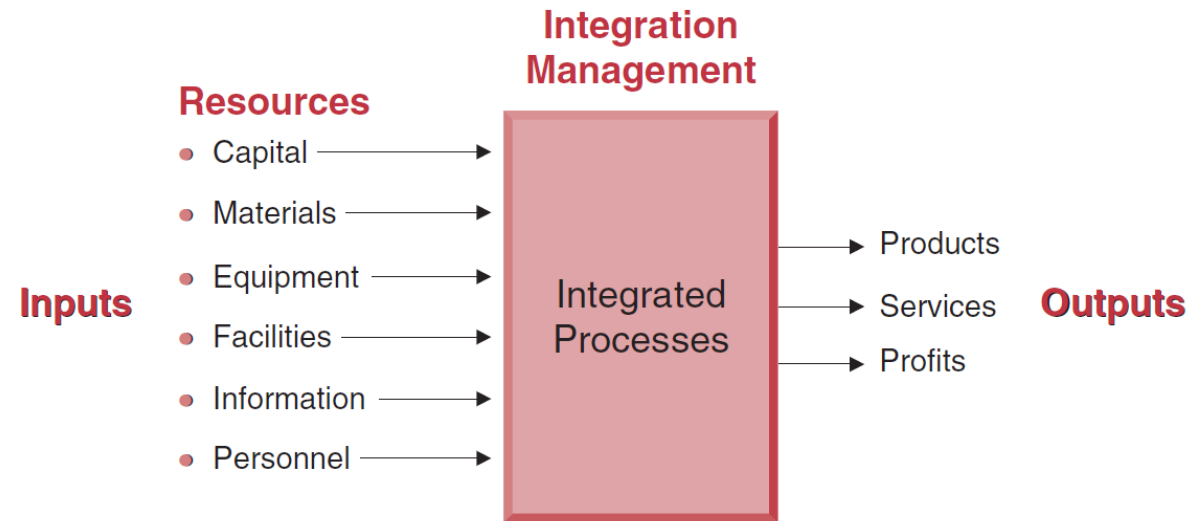 Integration
Management
Resources
Capital
Materials
Equipment
Facilities
Information
Personnel
Inputs
Integrated
Processes
Products
Services
Profits
Outputs